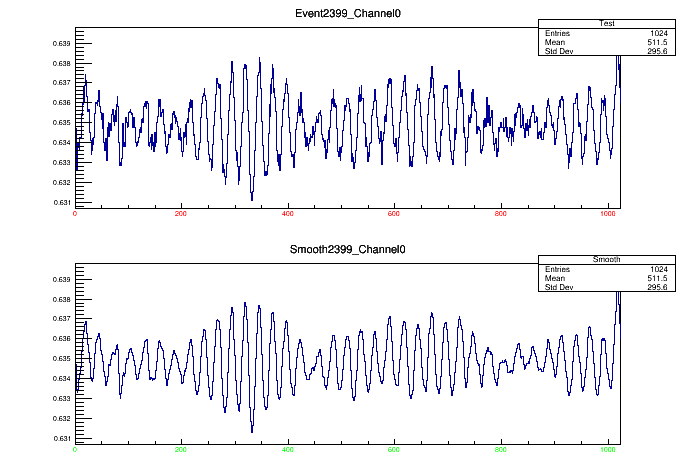 Event2399_Channel0
Test
Entries 1024
Mean 511.5
Std Dev 295.6
0.639
0.638
0.637
0.636
0.635
0.634
0.633
0.632
0.631
0 200 400 600 800 1000
Smooth2399_Channel0
Smooth
Entries 1024
Mean 511.5
Std Dev 295.6
0.639
0.638
0.637
0.636
0.635
0.634
0.633
0.632
0.631
0 200 400 600 800 1000